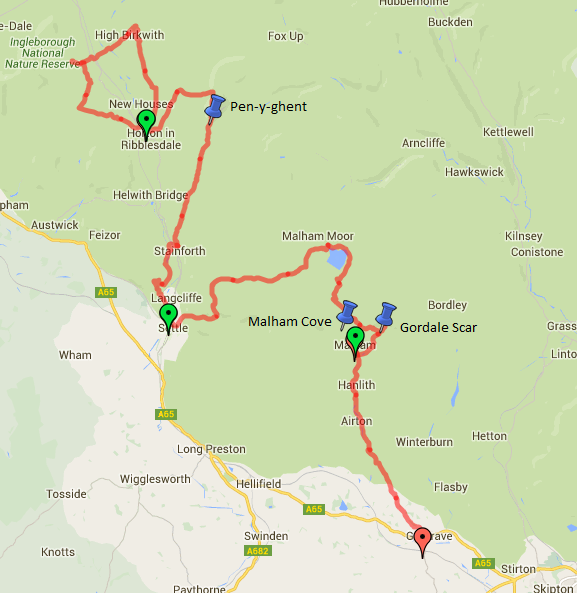 Hubberholme
e-Dale
Buckden
High Birkwith
Fox Up
Ingleborough
National
Nature Reserve
New Houses
Pen-y-ghent
Horton in
Ribblesdale
Kettlewell
Arncliffe
Hawkswick
Helwith Bridge
pham
Austwick
Feizor
Malham Moor
Kilnsey
Stainforth
Conistone
A65
Langcliffe
Bordley
Settle
Malham Cove
Gordale Scar
Grass
Malham
Wham
Linto
Hanlith
A65
Airton
Hetton
Winterburn
Long Preston
Wigglesworth
Hellifield
Flasby
Tosside
A65
Swinden
Gargrave
Knotts
A682
A65
Stirton
Paythorne
Skipton